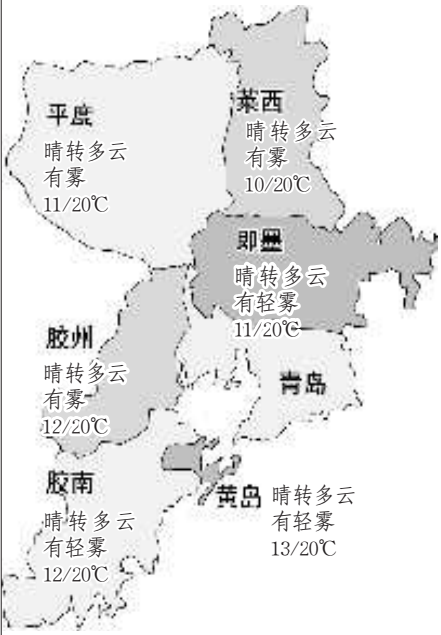 平度
晴转多云
有雾
11/20℃
莱西
晴转多云
有雾
10/20℃
即墨
晴转多云
有轻雾
11/20℃
胶州
晴转多云
有雾
12/20℃
青岛
胶南
晴转多云
有轻雾
12/20℃
黄岛
晴转多云
有轻雾
13/20℃